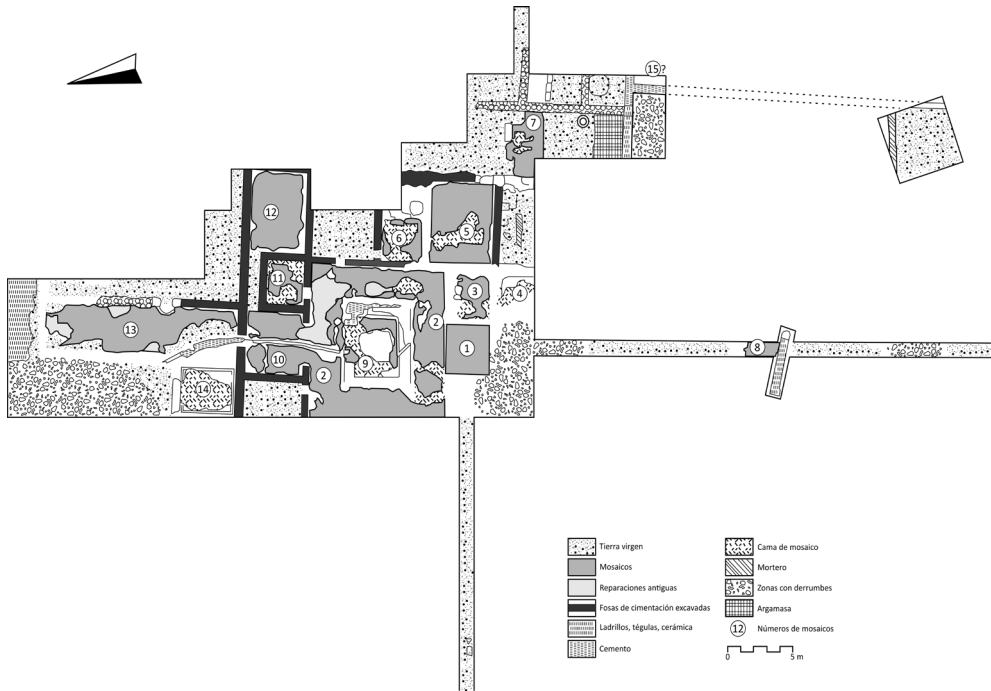 15?
7
12
5
6
11
3
4
2
13
1
8
9
10
2
14
Tierra virgen
Mosaicos
Reparaciones antiguas
Fosas de cimentación excavadas
Ladrillos, tégulas, cerámica
Cemento
Cama de mosaico
Mortero
Zonas con derrumbes
Argamasa
12 Números de mosaicos
0 5 m